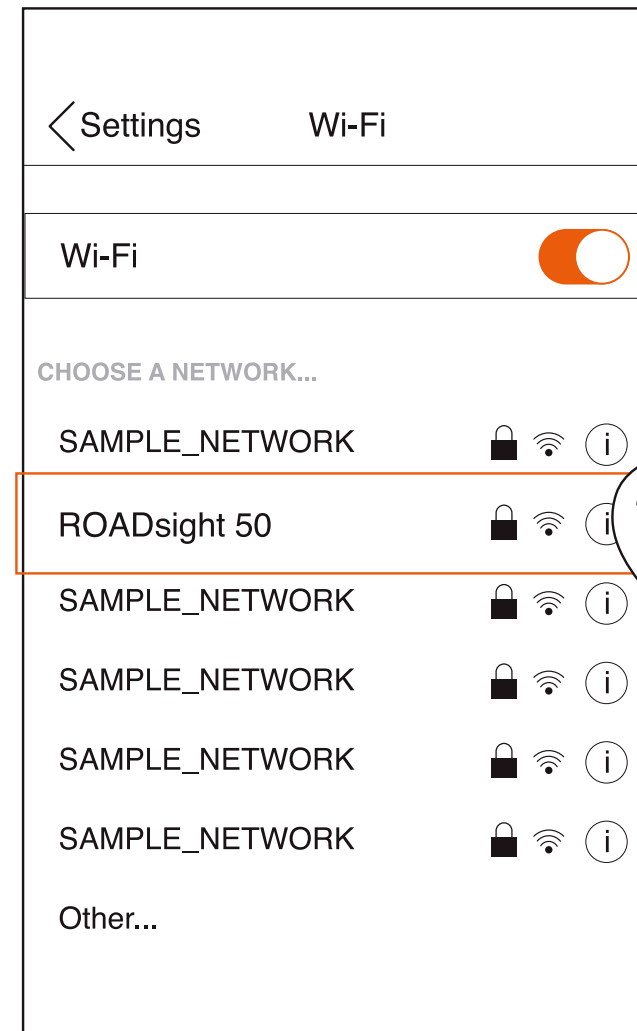 Settings Wi-Fi
Wi-Fi
CHOOSE A NETWORK...
SAMPLE_NETWORK i
ROADsight 50 i
SAMPLE_NETWORK i
SAMPLE_NETWORK i
SAMPLE_NETWORK i
SAMPLE_NETWORK i
Other...